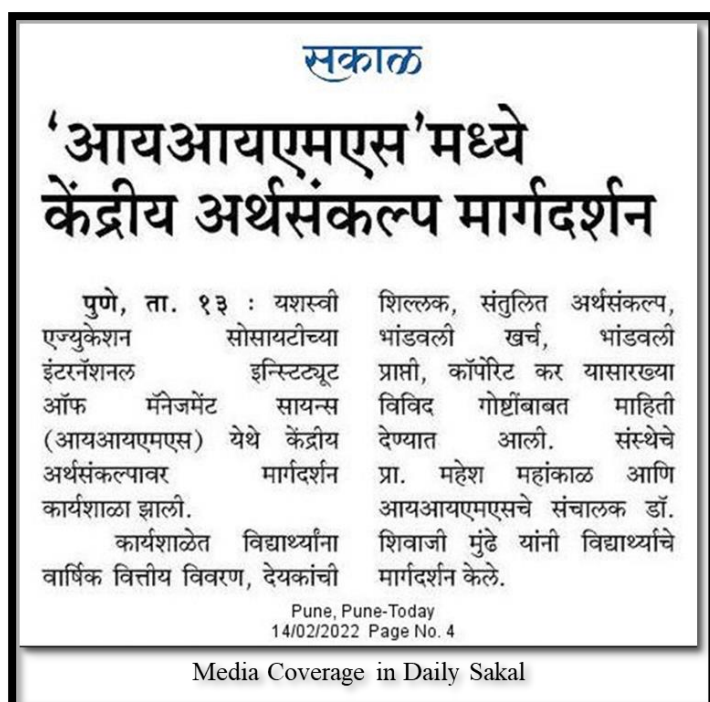 सकाळ
‘आयआयएमएस’मध्ये
केंद्रीय अर्थसंकल्प मार्गदर्शन
पुणे, ता. १३ : यशस्वी
एज्युकेशन सोसायटीच्या
इंटरनॅशनल इन्स्टिट्यूट
ऑफ मॅनेजमेंट सायन्स
(आयआयएमएस) येथे केंद्रीय
अर्थसंकल्पावर मार्गदर्शन
कार्यशाळा झाली.
कार्यशाळेत विद्यार्थ्यांना
वार्षिक वित्तीय विवरण, देयकांची
शिल्लक, संतुलित अर्थसंकल्प,
भांडवली खर्च, भांडवली
प्राप्ती, कॉर्पोरेट कर यासारख्या
विविद गोष्टींबाबत माहिती
देण्यात आली. संस्थेचे
प्रा. महेश महांकाळ आणि
आयआयएमएसचे संचालक डॉ.
शिवाजी मुंढे यांनी विद्यार्थ्यांचे
मार्गदर्शन केले.
Pune, Pune-Today
14/02/2022 Page No. 4
Media Coverage in Daily Sakal